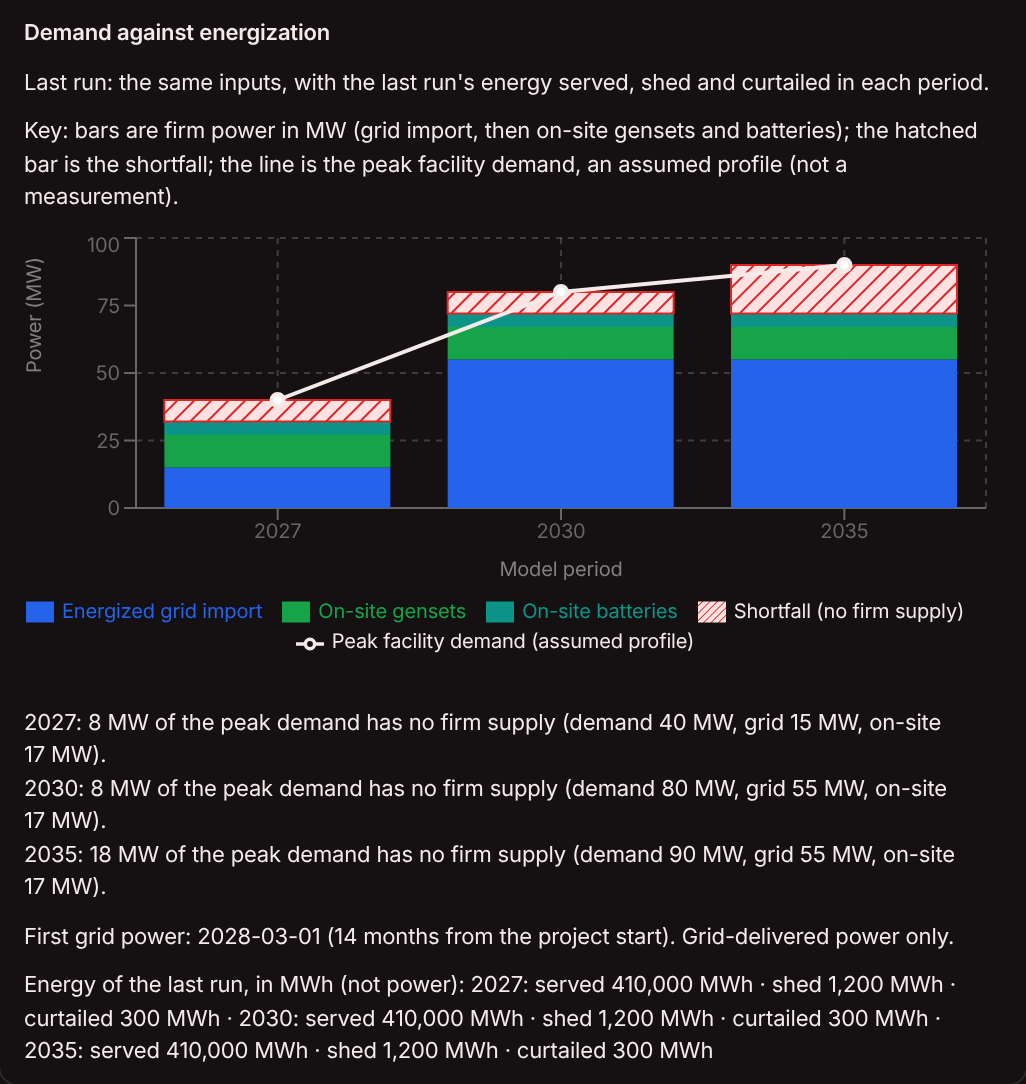 Demand against energization
Last run: the same inputs, with the last run's energy served, shed and curtailed in each period.
Key: bars are firm power in MW (grid import, then on-site gensets and batteries); the hatched
bar is the shortfall; the line is the peak facility demand, an assumed profile (not a
measurement).
100
75
50
25
0
Power (MW)
2027
2030
2035
Model period
Energized grid import
On-site gensets
On-site batteries
Shortfall (no firm supply)
Peak facility demand (assumed profile)
2027: 8 MW of the peak demand has no firm supply (demand 40 MW, grid 15 MW, on-site
17 MW).
2030: 8 MW of the peak demand has no firm supply (demand 80 MW, grid 55 MW, on-site
17 MW).
2035: 18 MW of the peak demand has no firm supply (demand 90 MW, grid 55 MW, on-site
17 MW).
First grid power: 2028-03-01 (14 months from the project start). Grid-delivered power only.
Energy of the last run, in MWh (not power): 2027: served 410,000 MWh · shed 1,200 MWh ·
curtailed 300 MWh · 2030: served 410,000 MWh · shed 1,200 MWh · curtailed 300 MWh ·
2035: served 410,000 MWh · shed 1,200 MWh · curtailed 300 MWh